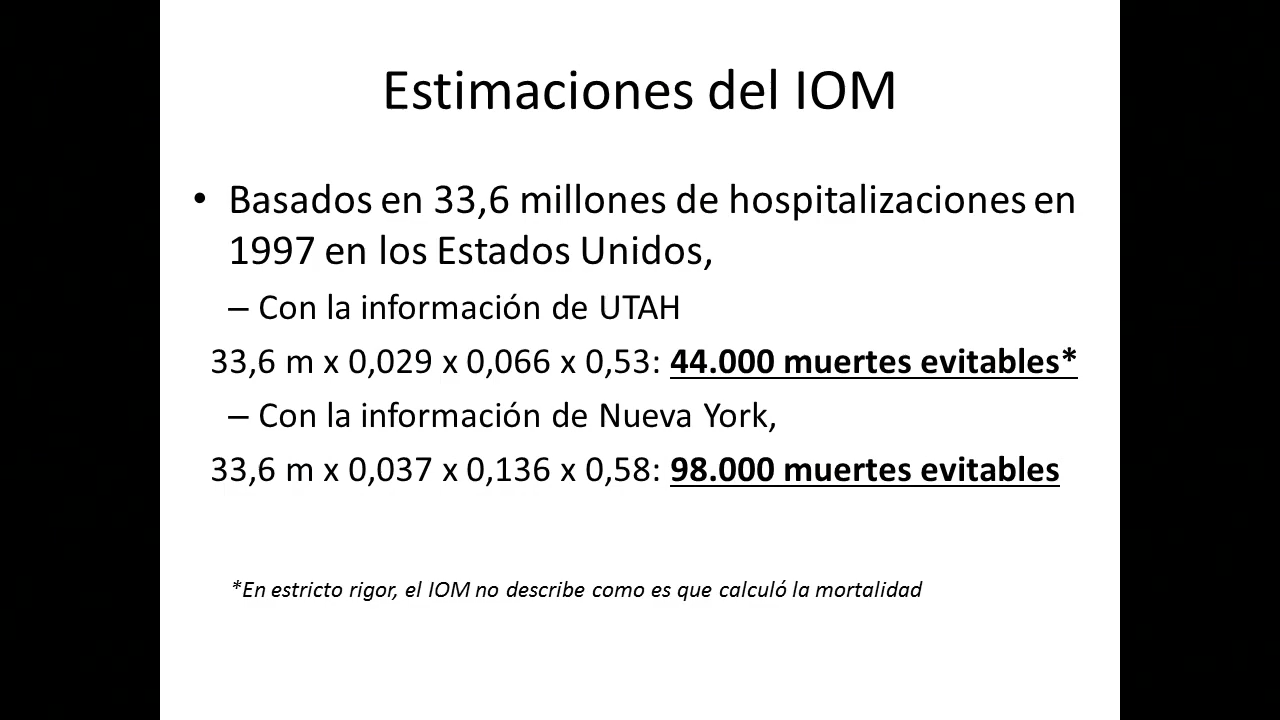 Estimaciones del IOM
• Basados en 33,6 millones de hospitalizaciones en
1997 en los Estados Unidos,
– Con la información de UTAH
33,6 m x 0,029 x 0,066 x 0,53: 44.000 muertes evitables*
– Con la información de Nueva York,
33,6 m x 0,037 x 0,136 x 0,58: 98.000 muertes evitables
*En estricto rigor, el IOM no describe como es que calculó la mortalidad